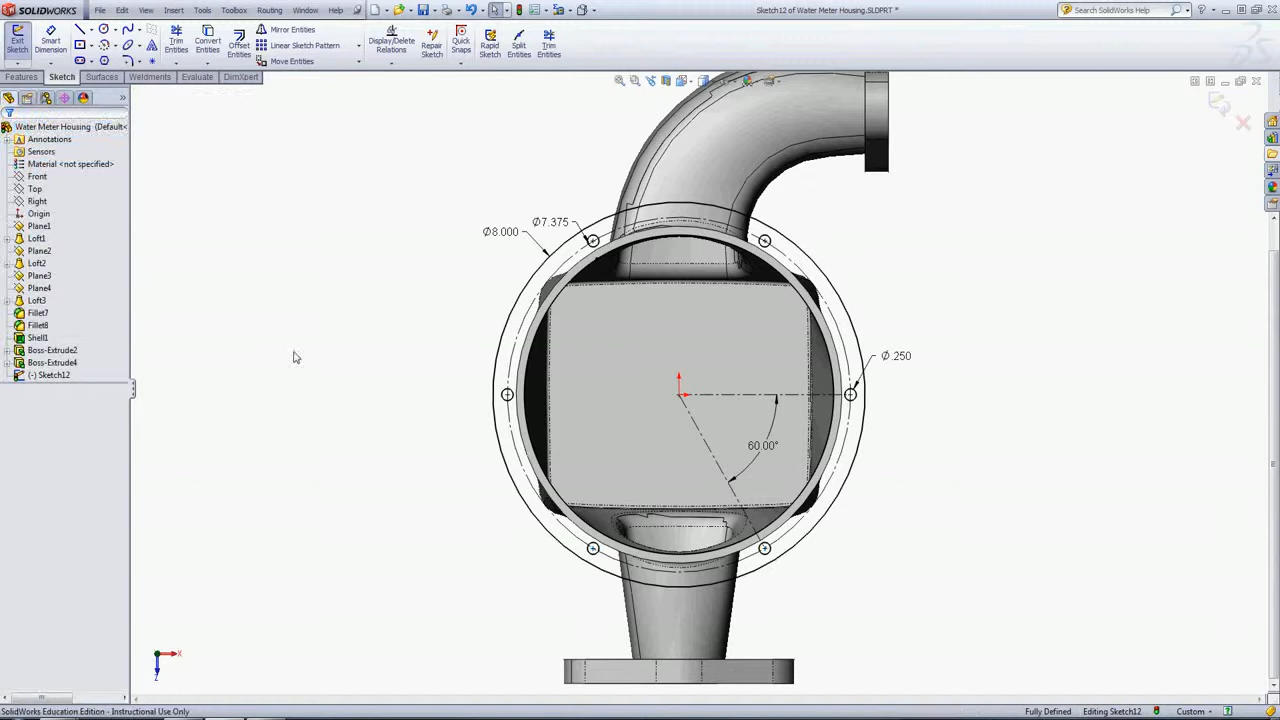 SOLIDWORKS File Edit View Insert Tools Toolbox Routing Window Help Sketch12 of Water Meter Housing.SLDPRT * Search Commands
Exit Sketch Smart Dimension Trim Entities Convert Entities Offset Entities Mirror Entities Linear Sketch Pattern Move Entities Display/Delete Relations Repair Sketch Quick Snaps Rapid Sketch Split Entities Trim Entities
Features Sketch Surfaces Weldments Evaluate DimXpert
Water Meter Housing (Default<
Annotations
Sensors
Material <not specified>
Front
Top
Right
Origin
Plane1
Loft1
Plane2
Loft2
Plane3
Plane4
Loft3
Fillet7
Fillet8
Shell1
Boss-Extrude2
Boss-Extrude4
(-) Sketch12
Ø7.375
Ø8.000
Ø.250
60.00°
X
Z
SolidWorks Education Edition - Instructional Use Only Fully Defined Editing Sketch12 Custom